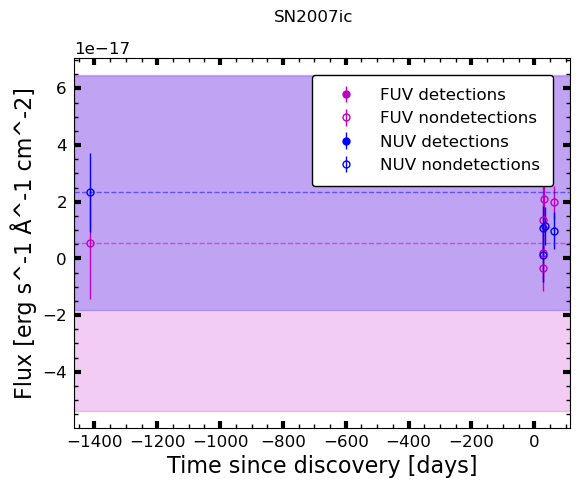 SN2007ic
1e−17
Flux [erg s^-1 Å^-1 cm^-2]
6
4
2
0
−2
−4
FUV detections
FUV nondetections
NUV detections
NUV nondetections
−1400 −1200 −1000 −800 −600 −400 −200 0
Time since discovery [days]